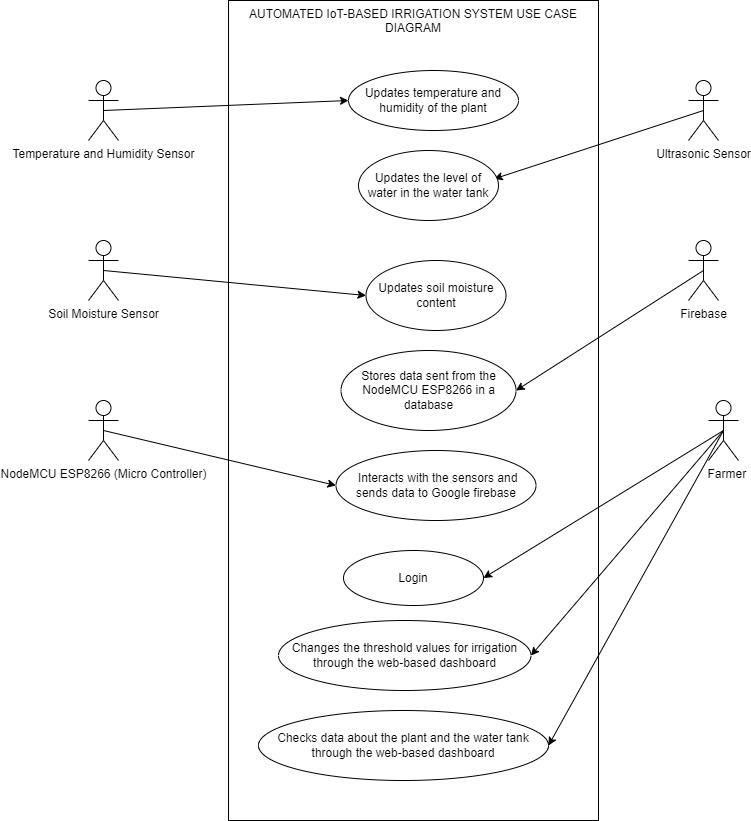 AUTOMATED IoT-BASED IRRIGATION SYSTEM USE CASE
DIAGRAM
Updates temperature and
humidity of the plant
Temperature and Humidity Sensor
Ultrasonic Sensor
Updates the level of
water in the water tank
Updates soil moisture
content
Soil Moisture Sensor
Firebase
Stores data sent from the
NodeMCU ESP8266 in a
database
NodeMCU ESP8266 (Micro Controller)
Farmer
Interacts with the sensors and
sends data to Google firebase
Login
Changes the threshold values for irrigation
through the web-based dashboard
Checks data about the plant and the water tank
through the web-based dashboard